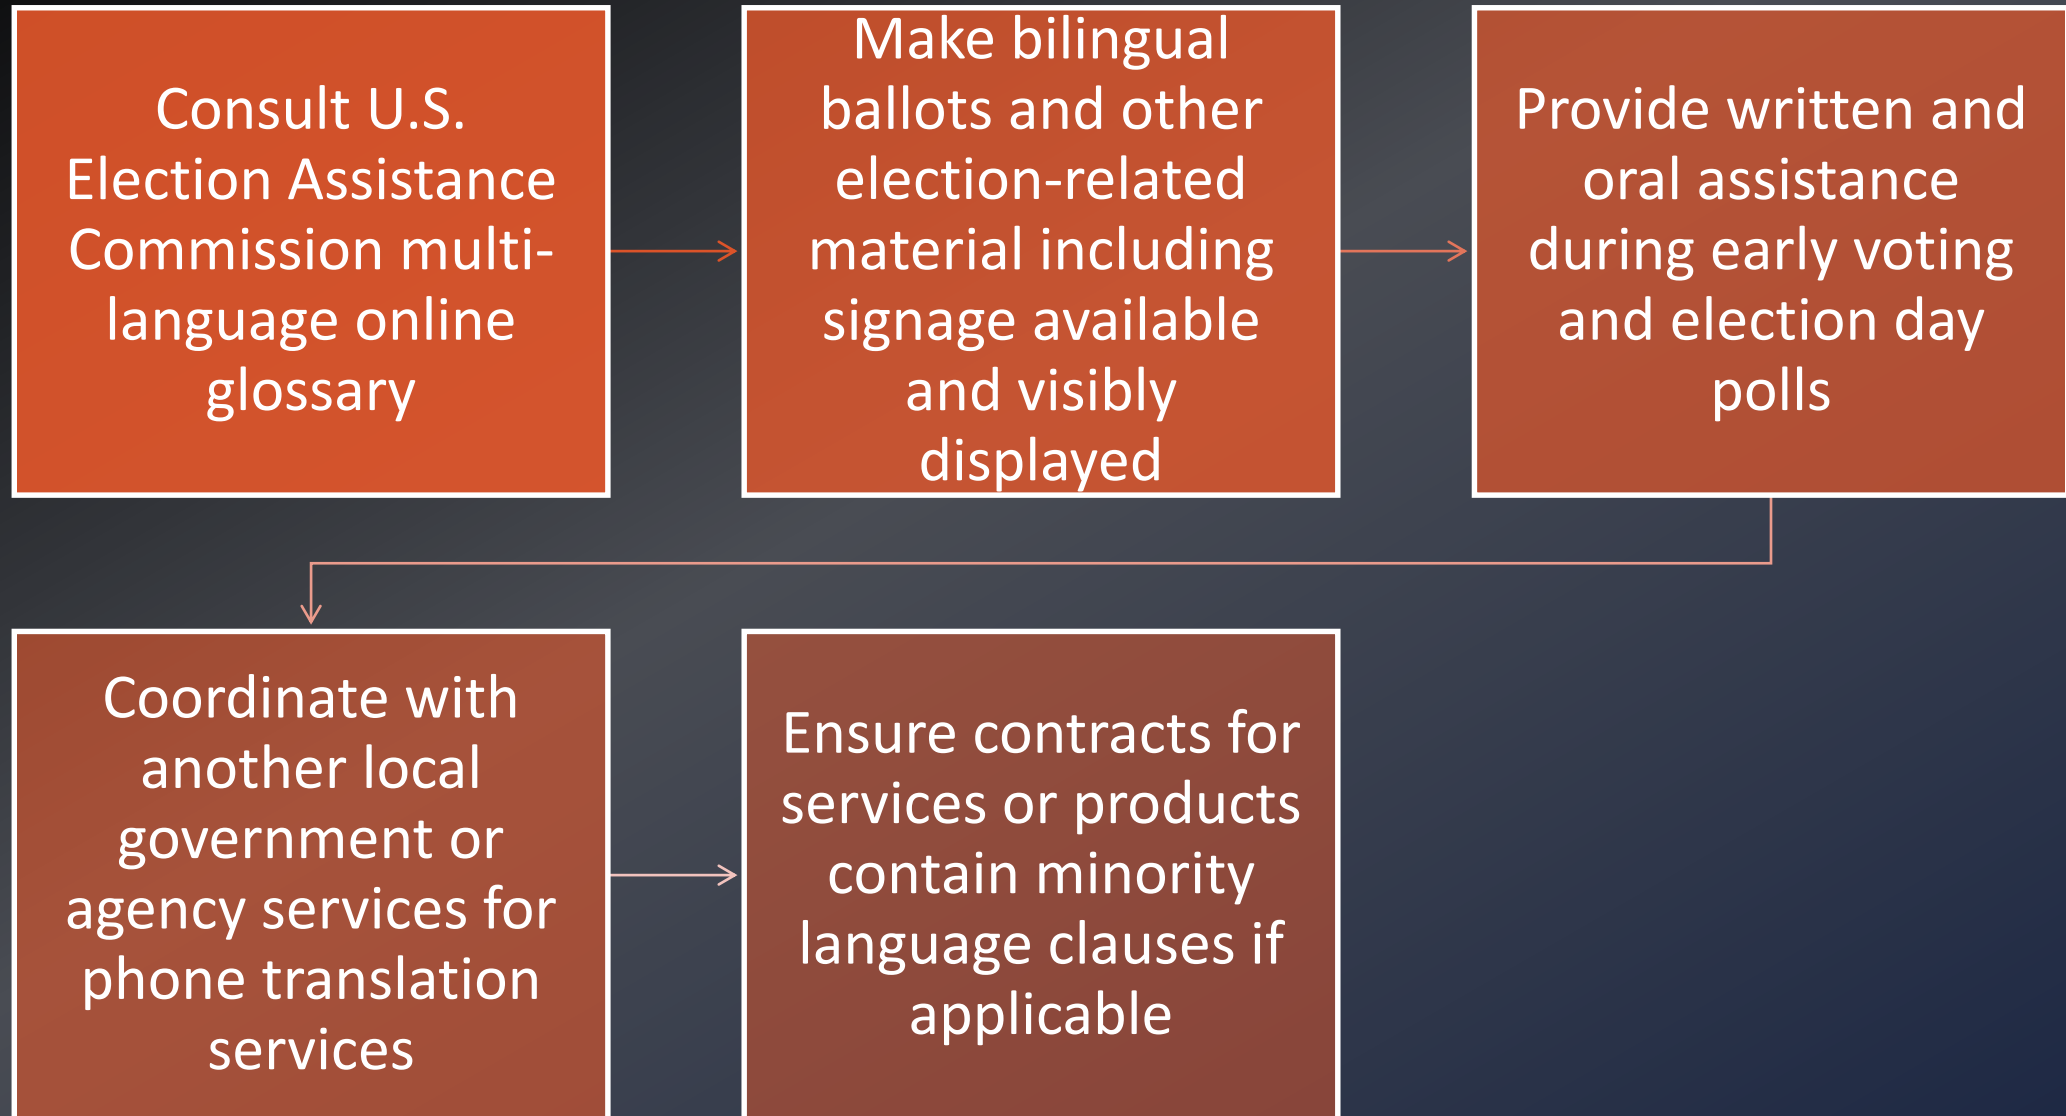 Consult U.S.
Election Assistance
Commission multi-
language online
glossary
Make bilingual
ballots and other
election-related
material including
signage available
and visibly
displayed
Provide written and
oral assistance
during early voting
and election day
polls
Coordinate with
another local
government or
agency services for
phone translation
services
Ensure contracts for
services or products
contain minority
language clauses if
applicable